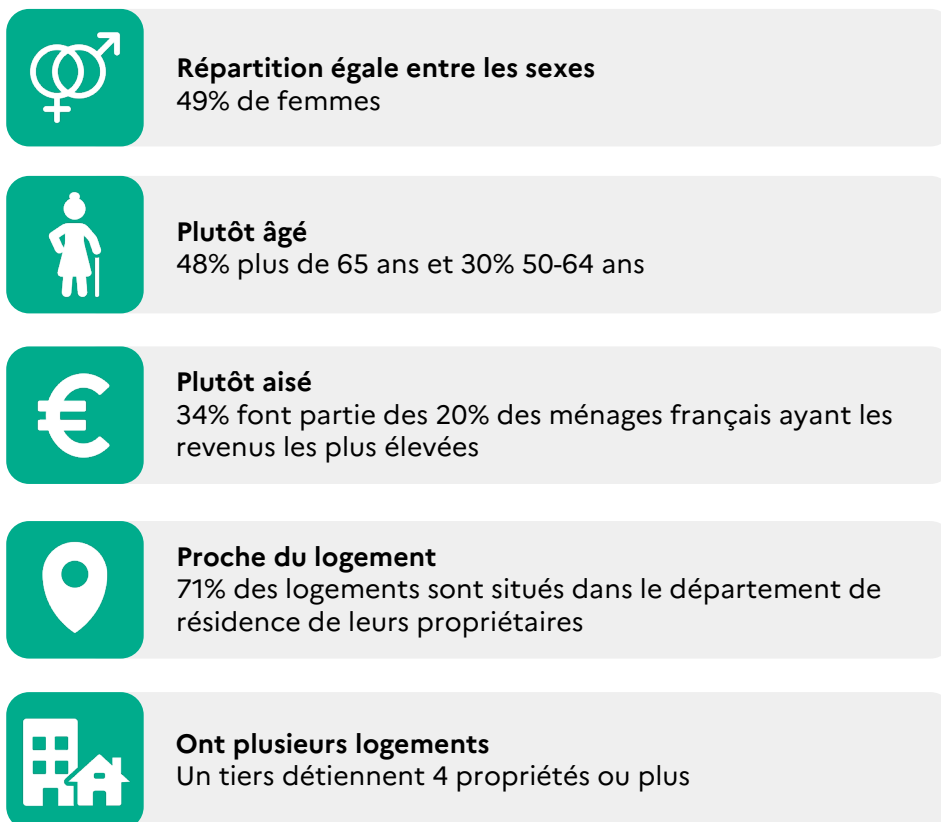 Répartition égale entre les sexes
49% de femmes
Plutôt âgé
48% plus de 65 ans et 30% 50-64 ans
Plutôt aisé
34% font partie des 20% des ménages français ayant les
revenus les plus élevées
Proche du logement
71% des logements sont situés dans le département de
résidence de leurs propriétaires
Ont plusieurs logements
Un tiers détiennent 4 propriétés ou plus